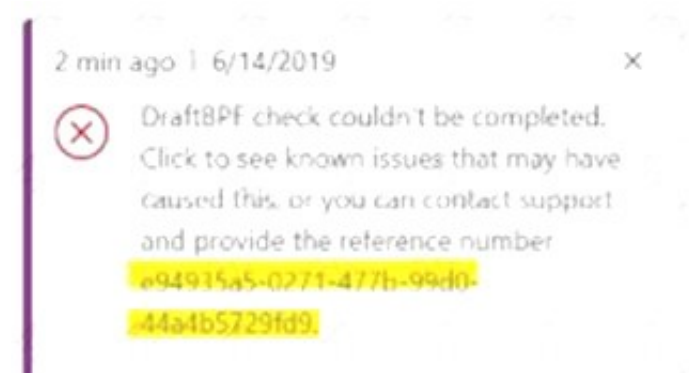 2 min ago | 6/14/2019
DraftBPF check couldn't be completed.
Click to see known issues that may have
caused this, or you can contact support
and provide the reference number
e94935a5-0271-477b-99d0-
44a4b5729fd9.